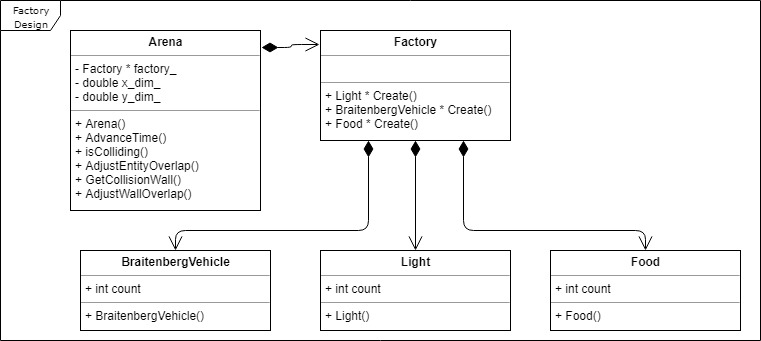 Factory
Design
Arena
- Factory * factory_
- double x_dim_
- double y_dim_
+ Arena()
+ AdvanceTime()
+ isColliding()
+ AdjustEntityOverlap()
+ GetCollisionWall()
+ AdjustWallOverlap()
Factory
+ Light * Create()
+ BraitenbergVehicle * Create()
+ Food * Create()
BraitenbergVehicle
+ int count
+ BraitenbergVehicle()
Light
+ int count
+ Light()
Food
+ int count
+ Food()